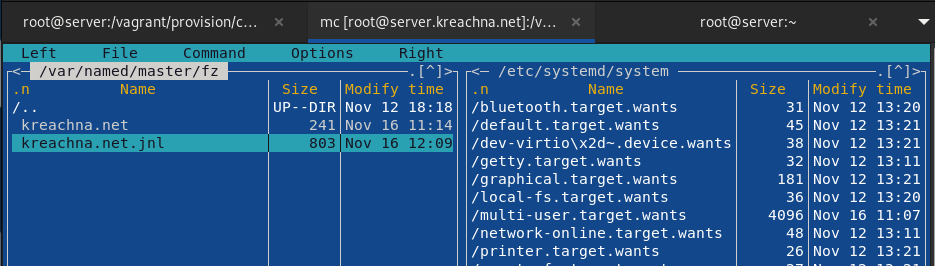 root@server:/vagrant/provision/c… × mc [root@server.kreachna.net]:/v… × root@server:~ ×
Left File Command Options Right
<— /var/named/master/fz .[^]> <— /etc/systemd/system .[^]>
.n Name Size Modify time .n Name Size Modify time
/.. UP--DIR Nov 12 18:18 /bluetooth.target.wants 31 Nov 12 13:20
kreachna.net 241 Nov 16 11:14 /default.target.wants 45 Nov 12 13:21
kreachna.net.jnl 803 Nov 16 12:09 /dev-virtio\x2d~.device.wants 38 Nov 12 13:21
/getty.target.wants 32 Nov 12 13:11
/graphical.target.wants 181 Nov 12 13:21
/local-fs.target.wants 36 Nov 12 13:20
/multi-user.target.wants 4096 Nov 16 11:07
/network-online.target.wants 48 Nov 12 13:11
/printer.target.wants 26 Nov 12 13:21